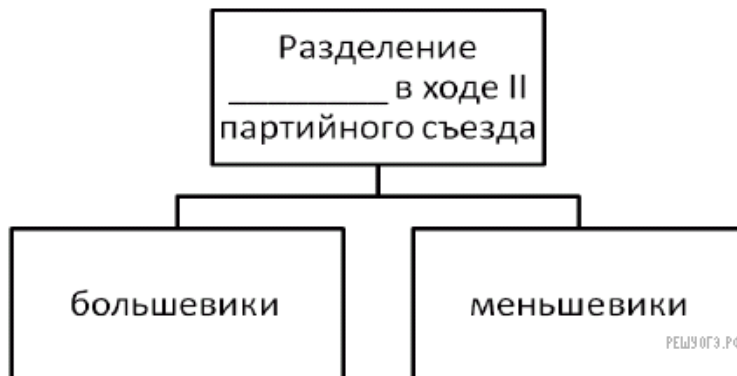 Разделение
_________ в ходе II
партийного съезда
большевики
меньшевики
РЕШУОГЭ.РФ